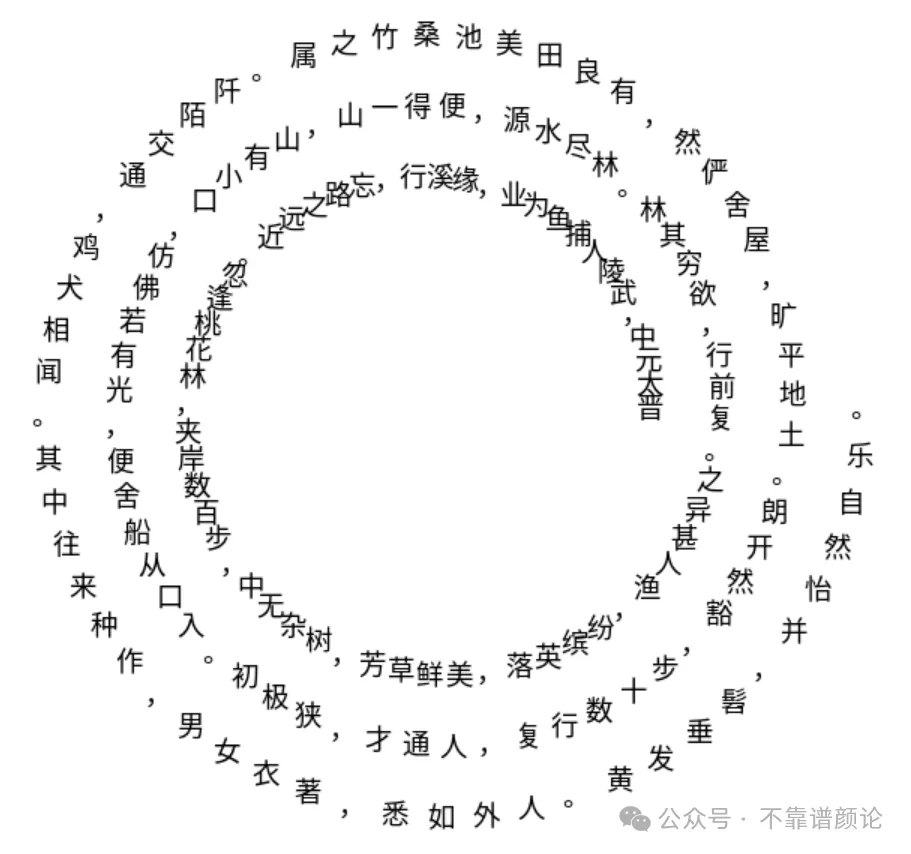 晋太元中，武陵人捕鱼为业，缘溪行，忘路之远近。忽逢桃花林，夹岸数百步，中无杂树，芳草鲜美，落英缤纷，渔人甚异之。复前行，欲穷其林。林尽水源，便得一山，山有小口，仿佛若有光，便舍船从口入。初极狭，才通人，复行数十步，豁然开朗。土地平旷，屋舍俨然，有良田美池桑竹之属。阡陌交通，鸡犬相闻。其中往来种作，男女衣著，悉如外人。黄发垂髫，并怡然自乐。
公众号 · 不靠谱颜论